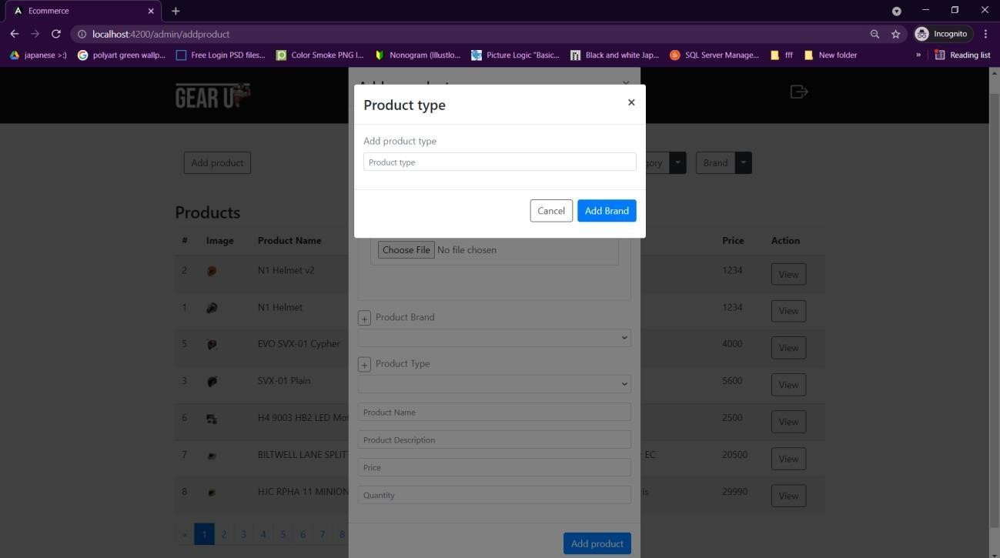 Ecommerce
localhost:4200/admin/addproduct
Incognito
japanese >:)
polyart green wallp...
Free Login PSD files...
Color Smoke PNG I...
Nonogram (Illustlo...
Picture Logic "Basic...
Black and white Jap...
SQL Server Manage...
fff
New folder
»
Reading list
GEAR UP
Product type ×
Add product type
Product type
Cancel Add Brand
Add product
Brand
Products
# Image Product Name Price Action
Choose File No file chosen
2 N1 Helmet v2 1234 View
1 N1 Helmet 1234 View
+ Product Brand
5 EVO SVX-01 Cypher 4000 View
+ Product Type
3 SVX-01 Plain 5600 View
Product Name
6 H4 9003 HB2 LED 2500 View
Product Description
7 BILTWELL LANE EC 20500 View
Price
8 HJC RPHA 11 MINION 29990 View
Quantity
« 1 2 3 4 5 6 7 8
Add product